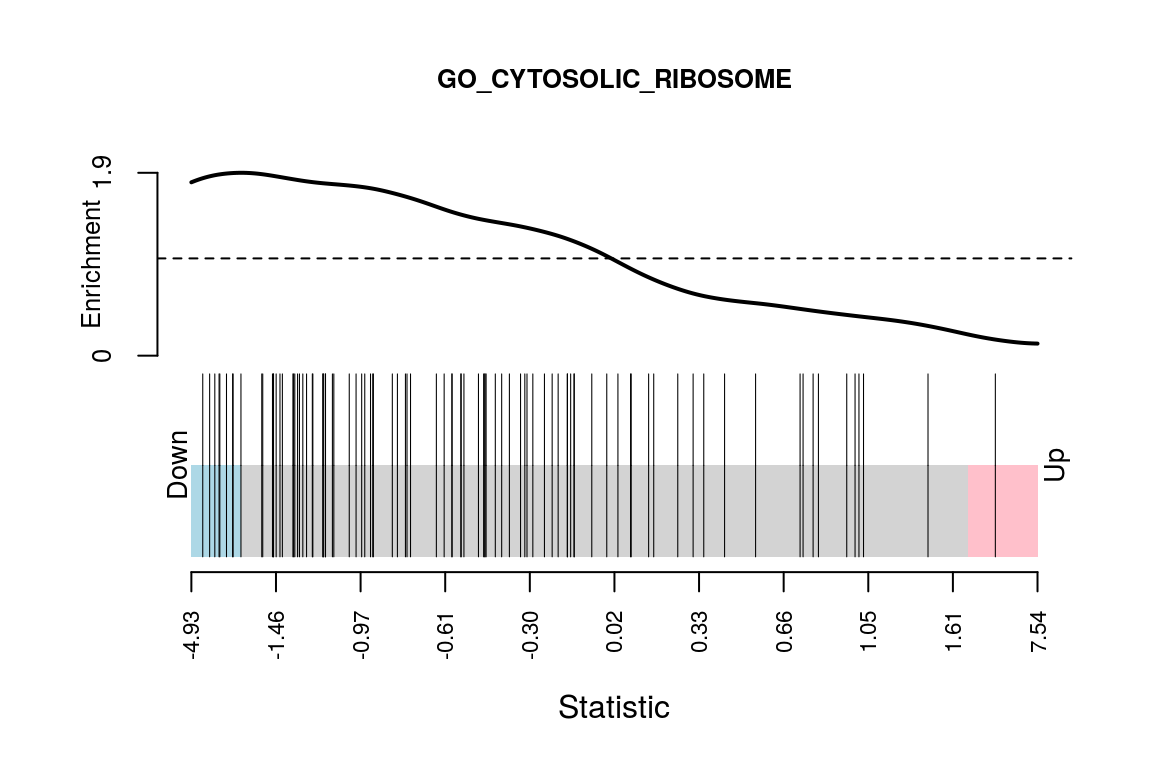 GO_CYTOSOLIC_RIBOSOME
1.9
Enrichment
0
Down
Up
-4.93
-1.46
-0.97
-0.61
-0.30
0.02
0.33
0.66
1.05
1.61
7.54
Statistic